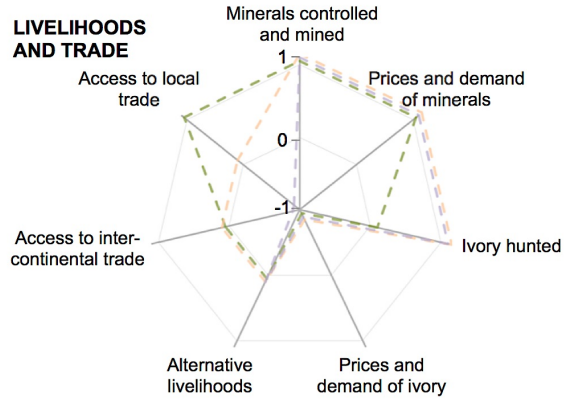 LIVELIHOODS
AND TRADE
Minerals controlled
and mined
1
Access to local
trade
Prices and demand
of minerals
0
-1
Access to inter-
continental trade
Ivory hunted
Alternative
livelihoods
Prices and
demand of ivory